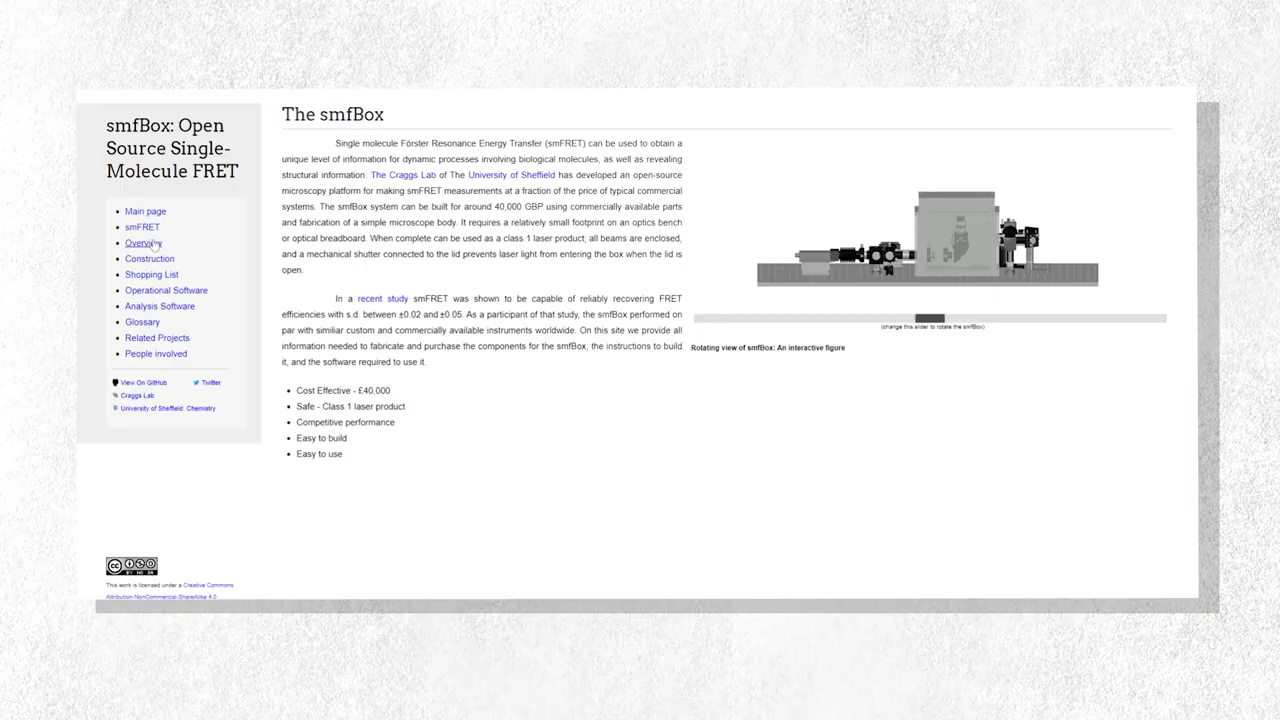 smfBox: Open
Source Single-
Molecule FRET
Main page
smFRET
Overview
Construction
Shopping List
Operational Software
Analysis Software
Glossary
Related Projects
People involved
View On GitHub
Twitter
Craggs Lab
University of Sheffield: Chemistry
CC BY NC SA
This work is licensed under a Creative Commons
Attribution-NonCommercial-ShareAlike 4.0
The smfBox
Single molecule Förster Resonance Energy Transfer (smFRET) can be used to obtain a
unique level of information for dynamic processes involving biological molecules, as well as revealing
structural information. The Craggs Lab of The University of Sheffield has developed an open-source
microscopy platform for making smFRET measurements at a fraction of the price of typical commercial
systems. The smfBox system can be built for around 40,000 GBP using commercially available parts
and fabrication of a simple microscope body. It requires a relatively small footprint on an optics bench
or optical breadboard. When complete can be used as a class 1 laser product; all beams are enclosed,
and a mechanical shutter connected to the lid prevents laser light from entering the box when the lid is
open.
In a recent study smFRET was shown to be capable of reliably recovering FRET
efficiencies with s.d. between ±0.02 and ±0.05. As a participant of that study, the smfBox performed on
par with similiar custom and commercially available instruments worldwide. On this site we provide all
information needed to fabricate and purchase the components for the smfBox, the instructions to build
it, and the software required to use it.
Cost Effective - £40,000
Safe - Class 1 laser product
Competitive performance
Easy to build
Easy to use
(change this slider to rotate the smfBox)
Rotating view of smfBox: An interactive figure